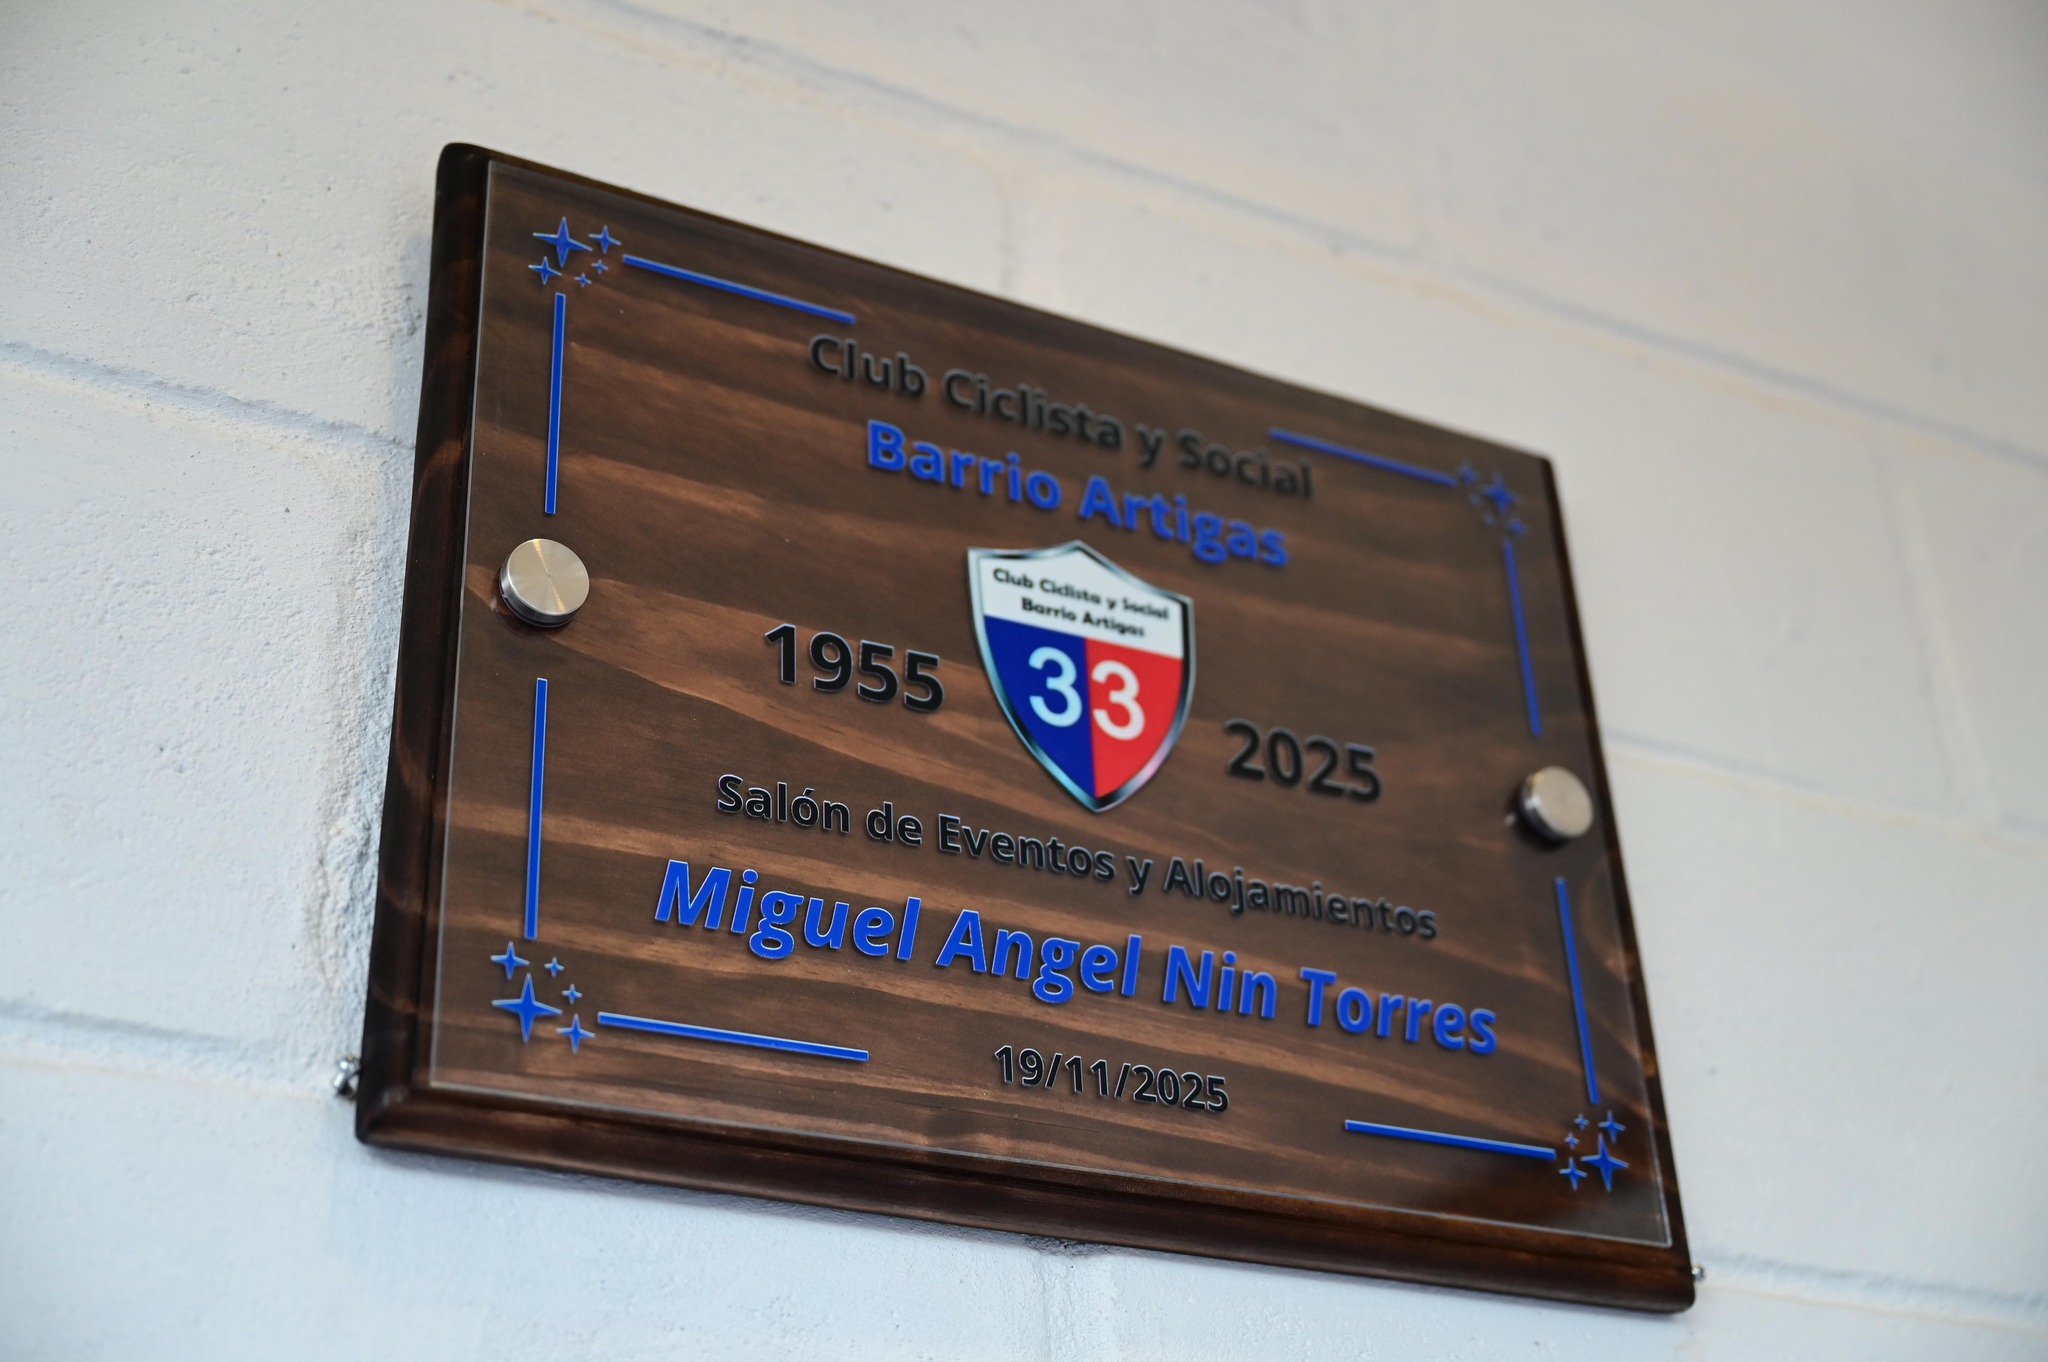 Club Ciclista y Social
Barrio Artigas
Club Ciclista y Social
Barrio Artigas
33
1955
2025
Salón de Eventos y Alojamientos
Miguel Angel Nin Torres
19/11/2025